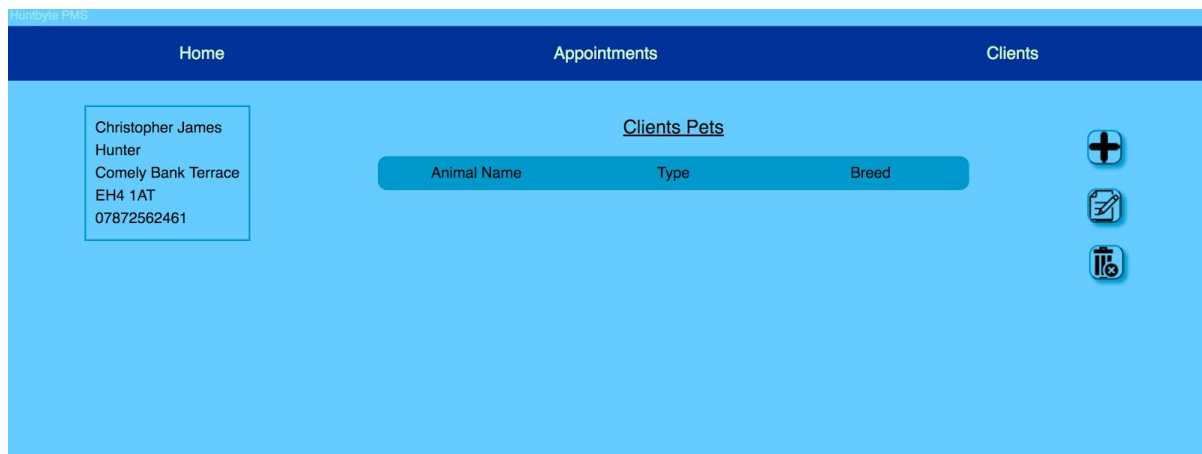 Huntbyte PMS
Home Appointments Clients
Christopher James
Hunter
Comely Bank Terrace
EH4 1AT
07872562461
Clients Pets
Animal Name Type Breed